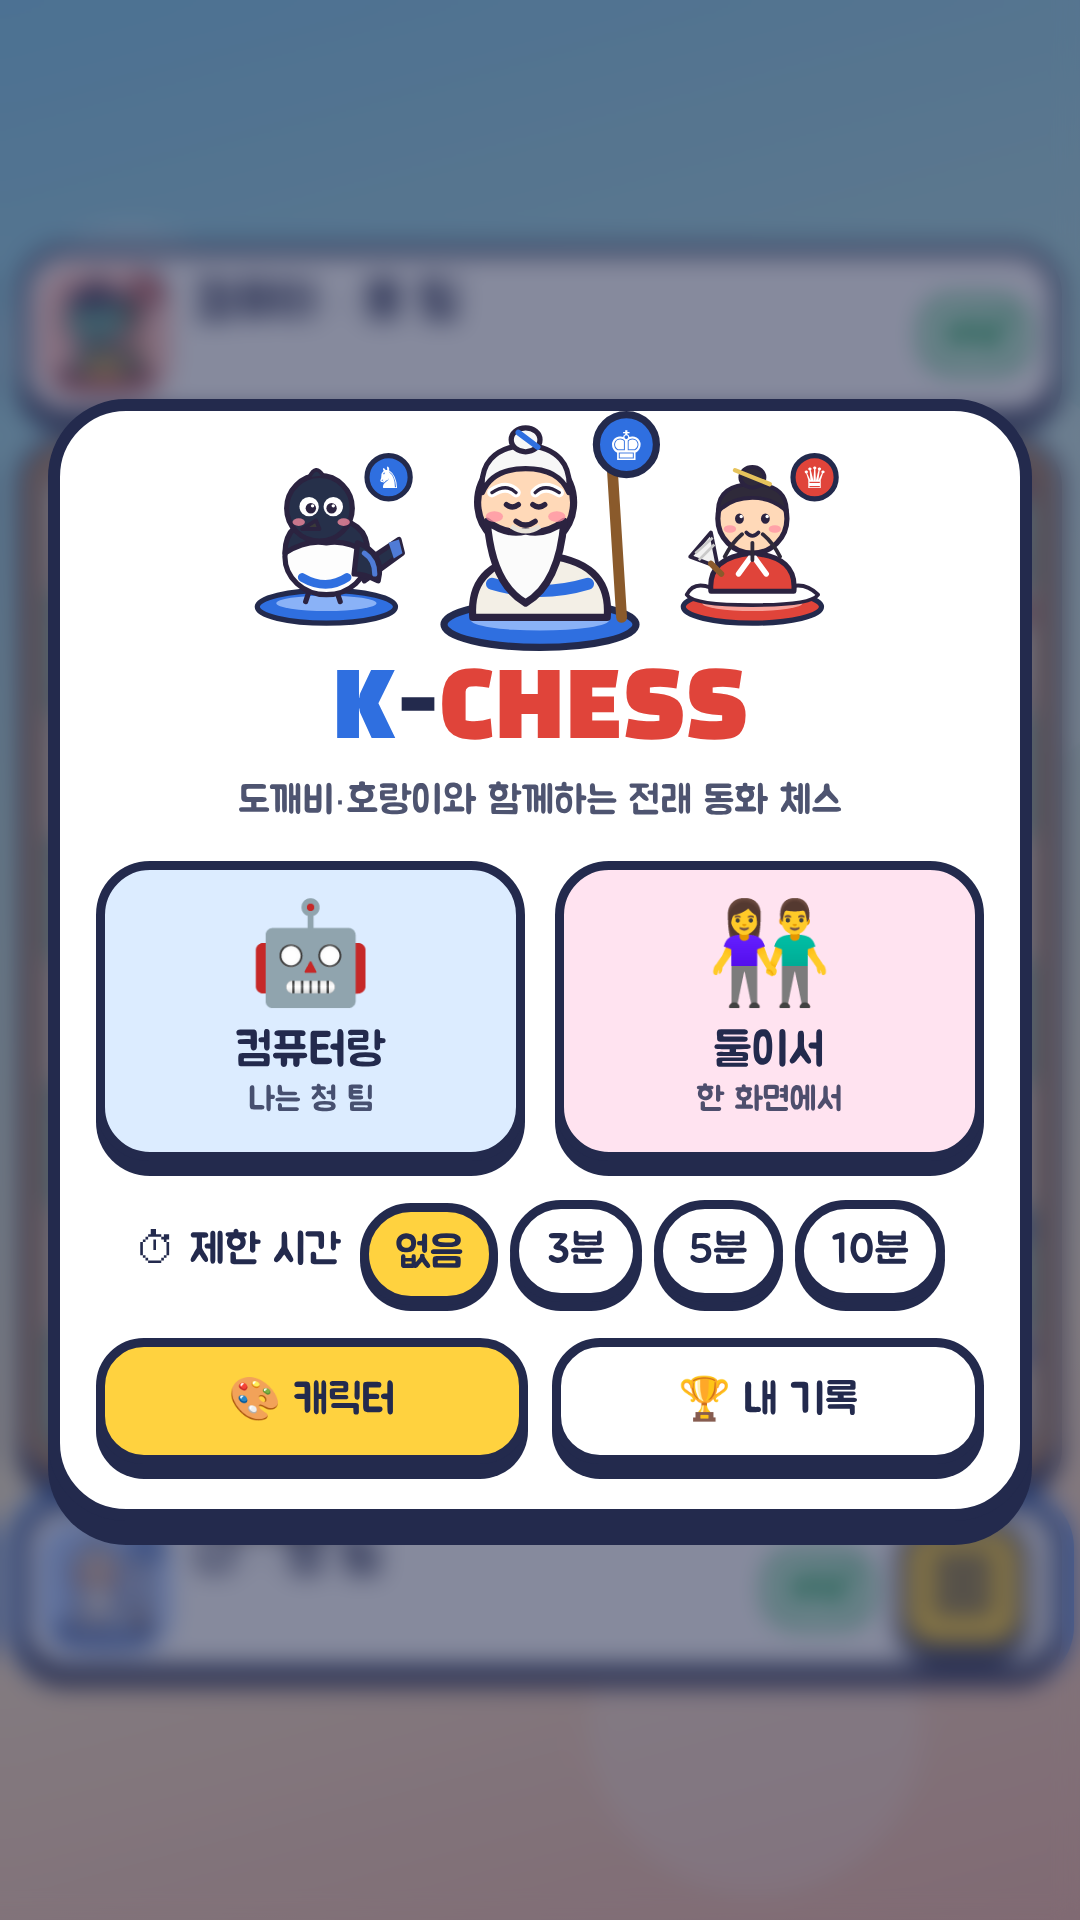 K-CHESS
도깨비·호랑이와 함께하는 전래 동화 체스
컴퓨터랑
나는 청 팀
둘이서
한 화면에서
제한 시간 없음 3분 5분 10분
캐릭터
내 기록